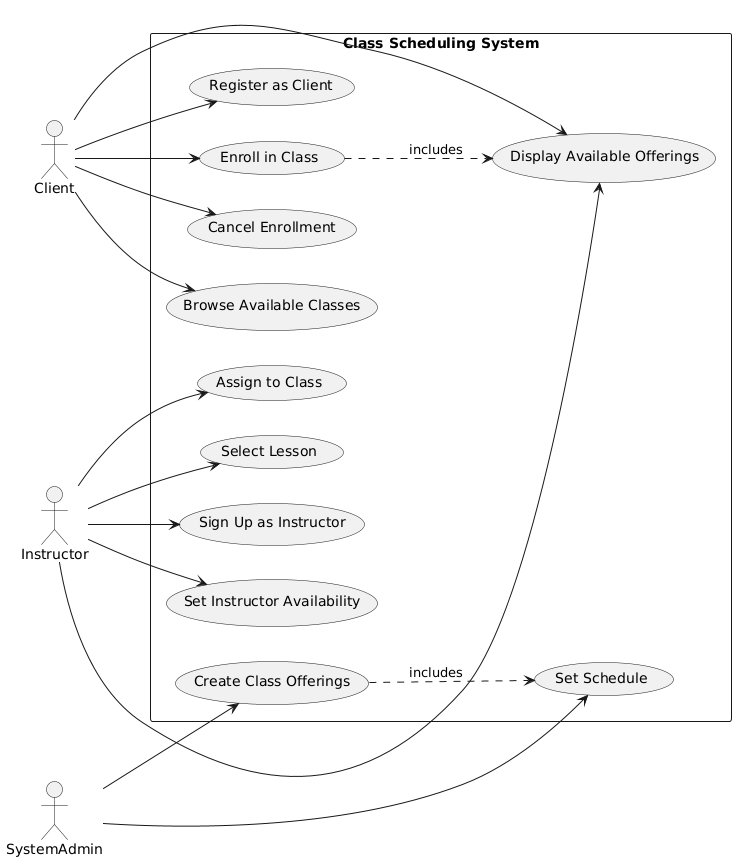 Class Scheduling System
Register as Client
Enroll in Class
includes
Display Available Offerings
Client
Cancel Enrollment
Browse Available Classes
Assign to Class
Select Lesson
Sign Up as Instructor
Instructor
Set Instructor Availability
Create Class Offerings
includes
Set Schedule
SystemAdmin